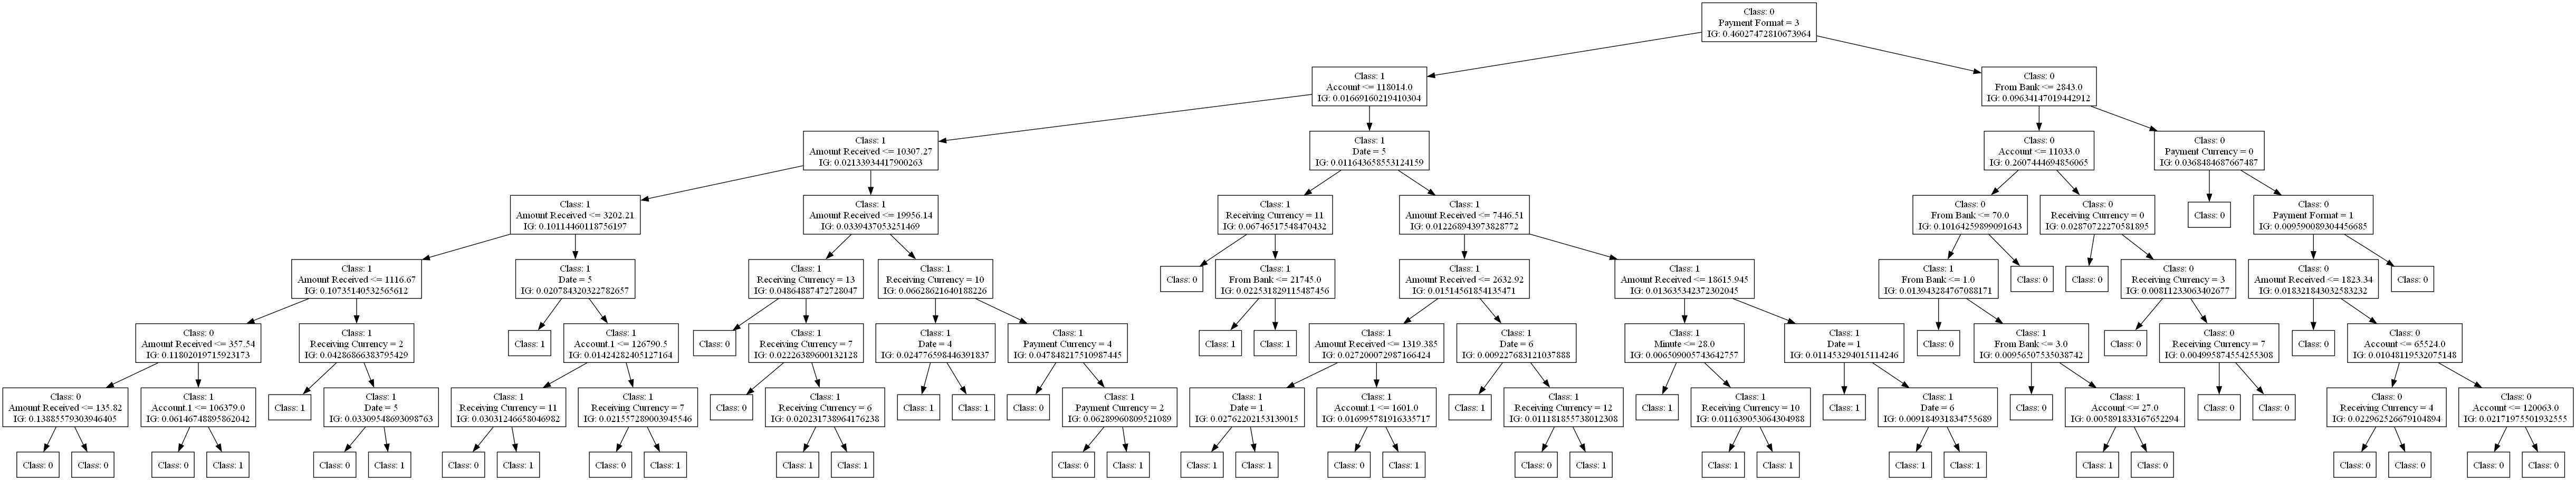 Class: 0
Payment Format = 3
IG: 0.46027472810673964
Class: 1
Account <= 118014.0
IG: 0.01669160219410304
Class: 0
From Bank <= 2843.0
IG: 0.09634147019442912
Class: 1
Amount Received <= 10307.27
IG: 0.02133934417900263
Class: 1
Date = 5
IG: 0.011643658553124159
Class: 0
Account <= 11033.0
IG: 0.2607444694856065
Class: 0
Payment Currency = 0
IG: 0.0368484687667487
Class: 1
Amount Received <= 3202.21
IG: 0.10114460118756197
Class: 1
Amount Received <= 19956.14
IG: 0.0339437053251469
Class: 1
Receiving Currency = 11
IG: 0.06746517548470432
Class: 1
Amount Received <= 7446.51
IG: 0.012268943973828772
Class: 0
From Bank <= 70.0
IG: 0.10164259899091643
Class: 0
Receiving Currency = 0
IG: 0.02870722270581895
Class: 0
Class: 0
Payment Format = 1
IG: 0.009590089304456685
Class: 1
Amount Received <= 1116.67
IG: 0.10735140532565612
Class: 1
Date = 5
IG: 0.020784320322782657
Class: 1
Receiving Currency = 13
IG: 0.04864887472728047
Class: 1
Receiving Currency = 10
IG: 0.06628621640188226
Class: 0
Class: 1
From Bank <= 21745.0
IG: 0.022531829115487456
Class: 1
Amount Received <= 2632.92
IG: 0.01514561854135471
Class: 1
Amount Received <= 18615.945
IG: 0.013635342372302045
Class: 1
From Bank <= 1.0
IG: 0.013943284767088171
Class: 0
Class: 0
Class: 0
Receiving Currency = 3
IG: 0.00811233063402677
Class: 0
Amount Received <= 1823.34
IG: 0.018321843032583232
Class: 0
Class: 0
Amount Received <= 357.54
IG: 0.11802019715923173
Class: 1
Receiving Currency = 2
IG: 0.04286866383795429
Class: 1
Class: 1
Account.1 <= 126790.5
IG: 0.01424282405127164
Class: 0
Class: 1
Receiving Currency = 7
IG: 0.02226389600132128
Class: 1
Date = 4
IG: 0.024776598446391837
Class: 1
Payment Currency = 4
IG: 0.047848217510987445
Class: 1
Class: 1
Class: 1
Amount Received <= 1319.385
IG: 0.027200072987166424
Class: 1
Date = 6
IG: 0.009227683121037888
Class: 1
Minute <= 28.0
IG: 0.006509005743642757
Class: 1
Date = 1
IG: 0.011453294015114246
Class: 0
Class: 1
From Bank <= 3.0
IG: 0.00956507535038742
Class: 0
Class: 0
Receiving Currency = 7
IG: 0.004995874554255308
Class: 0
Class: 0
Account <= 65524.0
IG: 0.01048119532075148
Class: 0
Amount Received <= 135.82
IG: 0.13885579303946405
Class: 1
Account.1 <= 106379.0
IG: 0.06146748895862042
Class: 1
Class: 1
Date = 5
IG: 0.03309548693098763
Class: 1
Receiving Currency = 11
IG: 0.03031246658046982
Class: 1
Receiving Currency = 7
IG: 0.021557289003945546
Class: 0
Class: 1
Receiving Currency = 6
IG: 0.020231738964176238
Class: 1
Class: 1
Class: 0
Class: 1
Payment Currency = 2
IG: 0.06289960809521089
Class: 1
Date = 1
IG: 0.02762202153139015
Class: 1
Account.1 <= 1601.0
IG: 0.016995781916335717
Class: 1
Class: 1
Receiving Currency = 12
IG: 0.011181855738012308
Class: 1
Class: 1
Receiving Currency = 10
IG: 0.011639053064304988
Class: 1
Class: 1
Date = 6
IG: 0.009184931834755689
Class: 0
Class: 1
Account <= 27.0
IG: 0.005891833167652294
Class: 0
Class: 0
Class: 0
Receiving Currency = 4
IG: 0.022962526679104894
Class: 0
Account <= 120063.0
IG: 0.02171975501932555
Class: 0
Class: 0
Class: 0
Class: 1
Class: 0
Class: 1
Class: 0
Class: 1
Class: 0
Class: 1
Class: 1
Class: 1
Class: 0
Class: 1
Class: 1
Class: 1
Class: 0
Class: 1
Class: 0
Class: 1
Class: 1
Class: 1
Class: 1
Class: 1
Class: 1
Class: 0
Class: 0
Class: 0
Class: 0
Class: 0